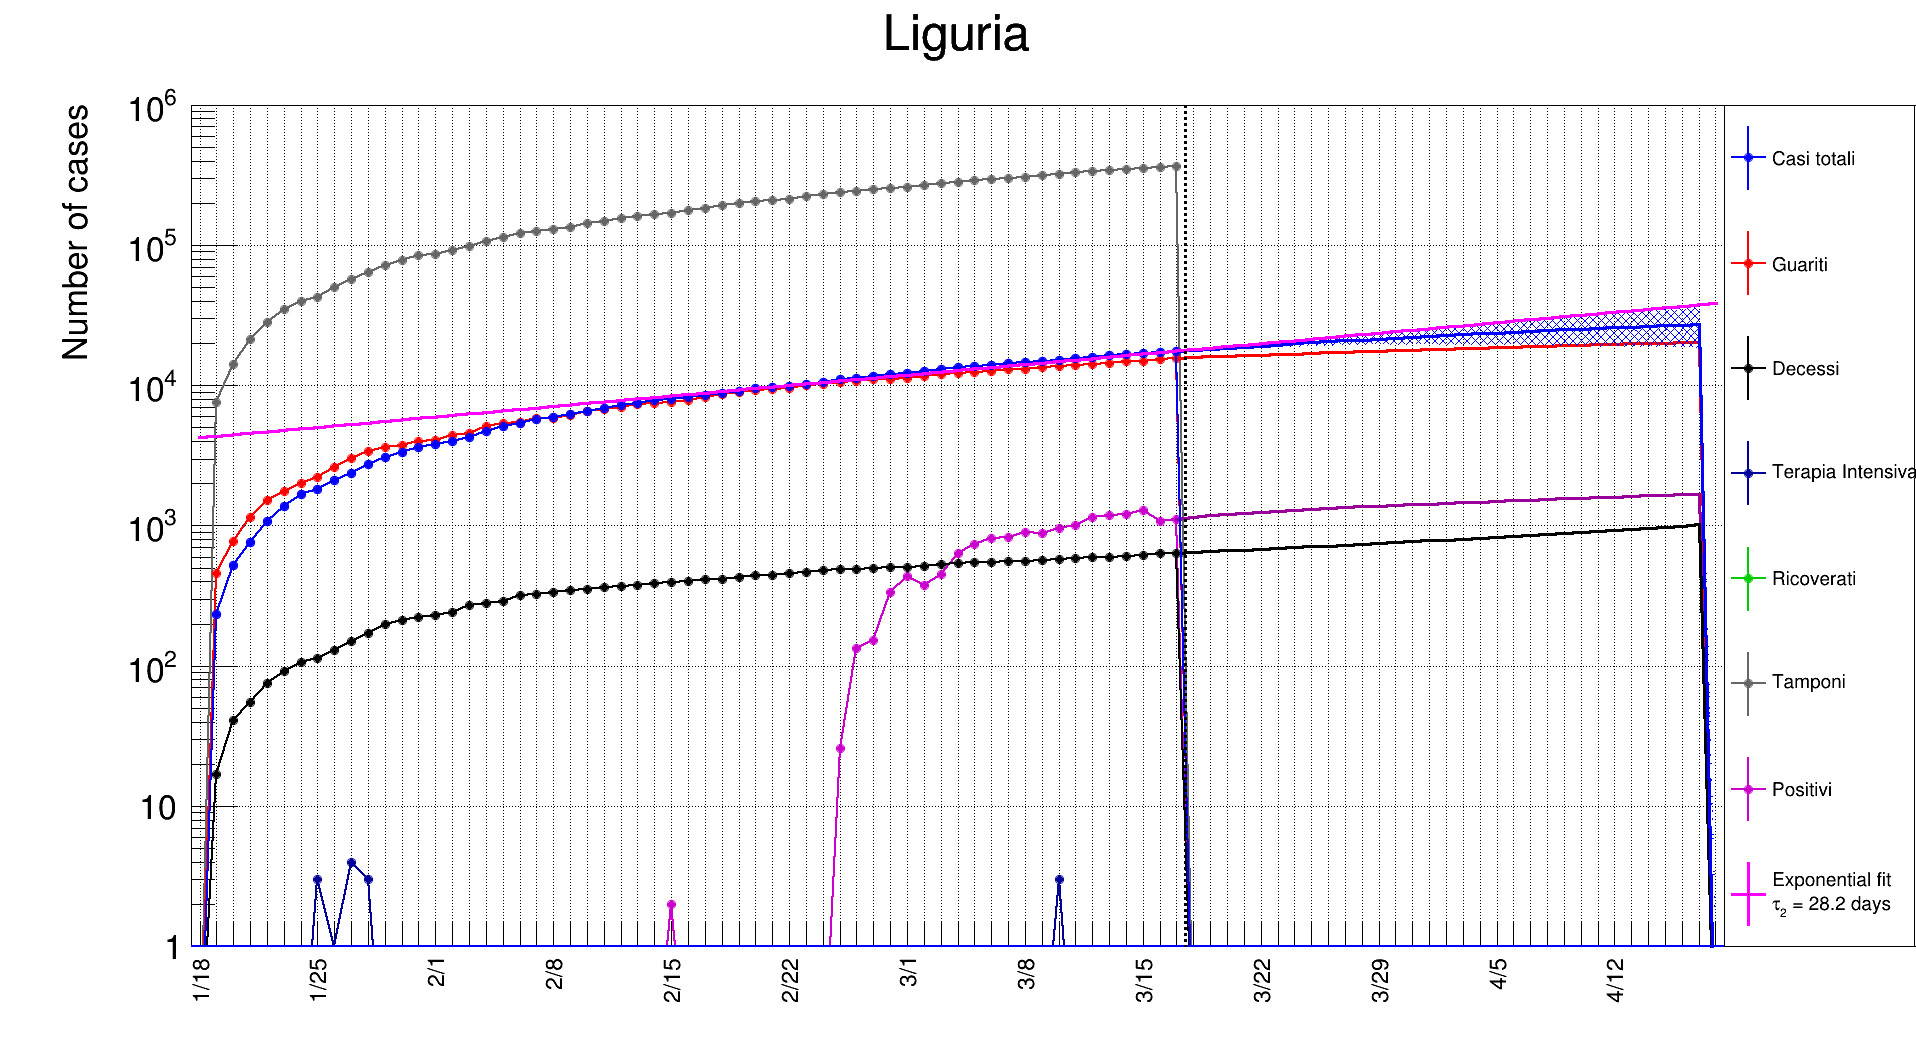 Liguria
Number of cases
10^6
10^5
10^4
10^3
10^2
10
1
1/18
1/25
2/1
2/8
2/15
2/22
3/1
3/8
3/15
3/22
3/29
4/5
4/12
Casi totali
Guariti
Decessi
Terapia Intensiva
Ricoverati
Tamponi
Positivi
Exponential fit
τ_2 = 28.2 days